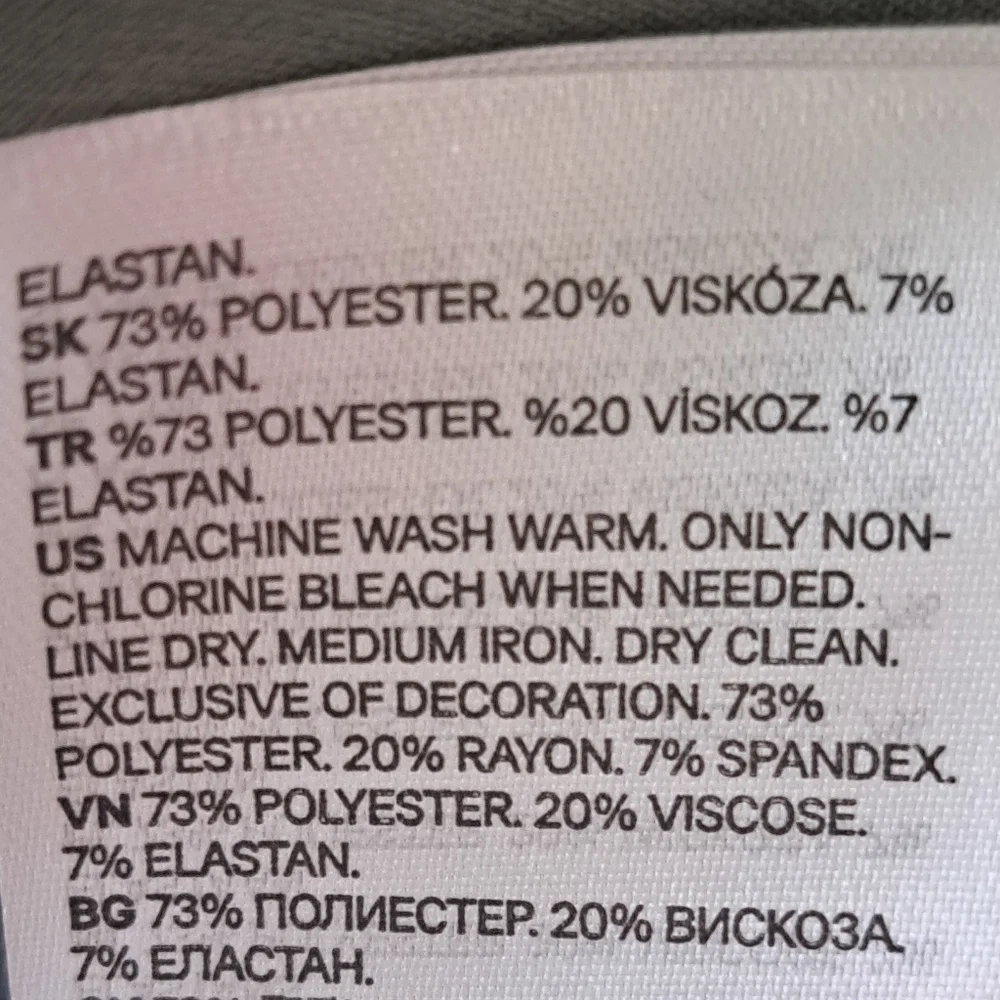 ELASTAN.
SK 73% POLYESTER. 20% VISKÓZA. 7%
ELASTAN.
TR %73 POLYESTER. %20 VİSKOZ. %7
ELASTAN.
US MACHINE WASH WARM. ONLY NON-
CHLORINE BLEACH WHEN NEEDED.
LINE DRY. MEDIUM IRON. DRY CLEAN.
EXCLUSIVE OF DECORATION. 73%
POLYESTER. 20% RAYON. 7% SPANDEX.
VN 73% POLYESTER. 20% VISCOSE.
7% ELASTAN.
BG 73% ПОЛИЕСТЕР. 20% ВИСКОЗА.
7% ЕЛАСТАН.